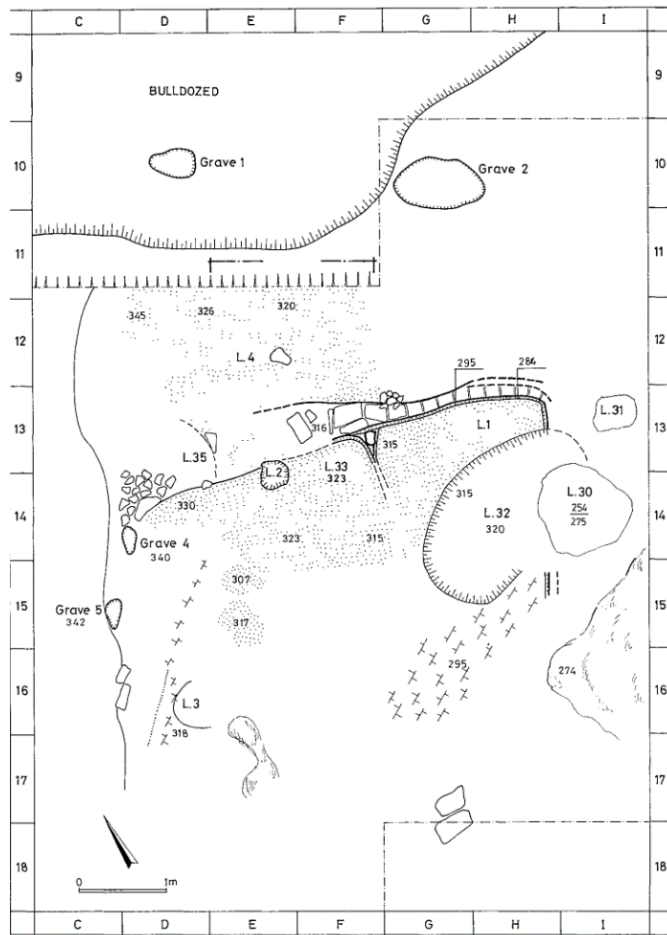 C D E F G H I
9 9
BULLDOZED
10 Grave 1 Grave 2 10
11 11
345 326 320
12 L.4 12
295 284
316 L.31
13 L.35 315 L.1 13
L.2 L.33
323
330 315 L.32 L.30
14 320 254 14
275
Grave 4 323 315
340
307
15 Grave 5 317 15
342
295 274
16 L.3 16
318
17 17
18 18
0 1m
C D E F G H I